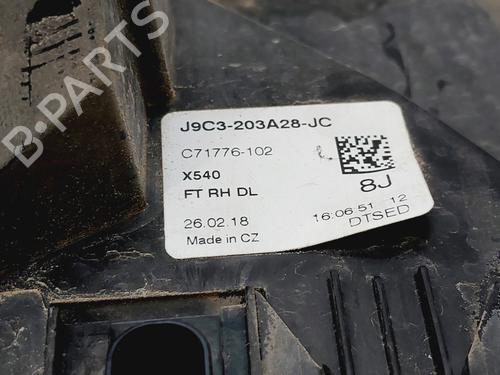 B-PARTS
J9C3-203A28-JC
C71776-102
X540
8J
FT RH DL
26.02.18
16:06:51 12
Made in CZ
DTSED